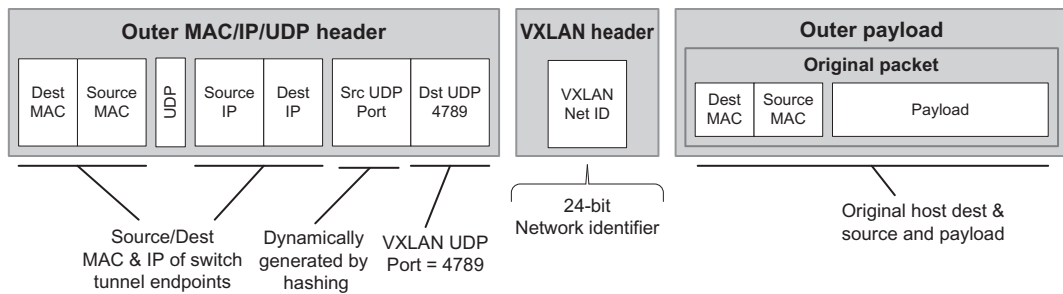 Outer MAC/IP/UDP header
Dest
MAC
Source
MAC
UDP
Source
IP
Dest
IP
Src UDP
Port
Dst UDP
4789
Source/Dest
MAC & IP of switch
tunnel endpoints
Dynamically
generated by
hashing
VXLAN UDP
Port = 4789
VXLAN header
VXLAN
Net ID
24-bit
Network identifier
Outer payload
Original packet
Dest
MAC
Source
MAC
Payload
Original host dest &
source and payload